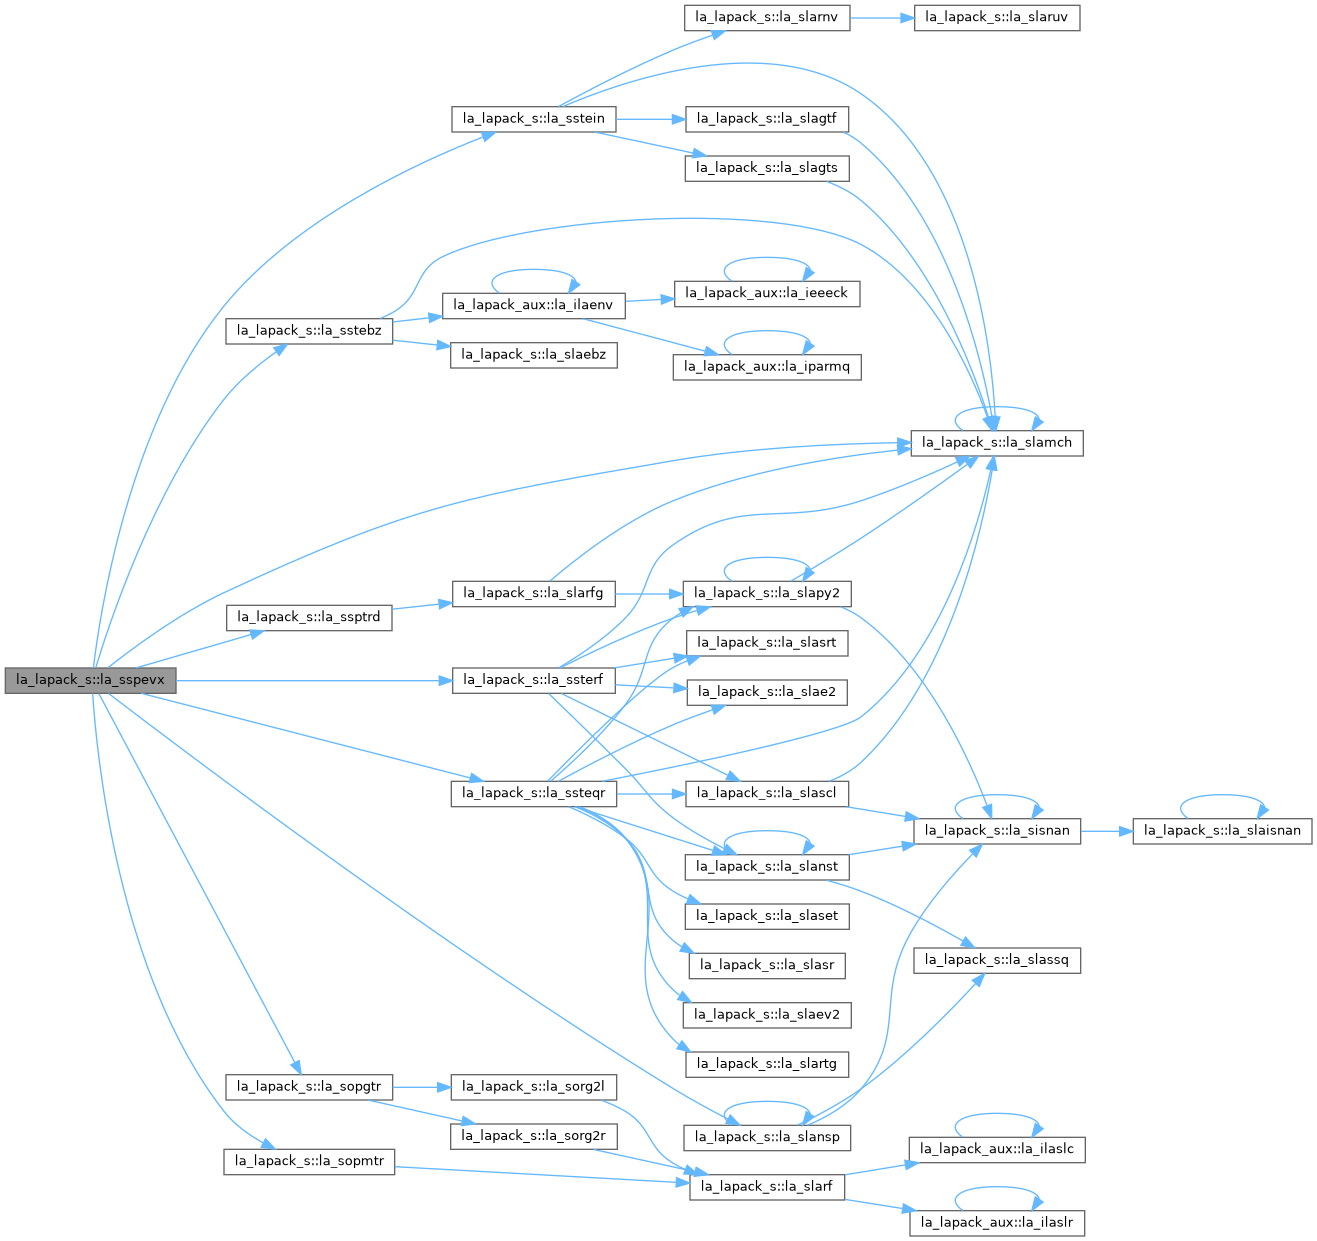 la_lapack_s::la_slarnv
la_lapack_s::la_slaruv
la_lapack_s::la_sstein
la_lapack_s::la_slagtf
la_lapack_s::la_slagts
la_lapack_aux::la_ieeeck
la_lapack_aux::la_ilaenv
la_lapack_s::la_sstebz
la_lapack_s::la_slaebz
la_lapack_aux::la_iparmq
la_lapack_s::la_slamch
la_lapack_s::la_slarfg
la_lapack_s::la_slapy2
la_lapack_s::la_ssptrd
la_lapack_s::la_slasrt
la_lapack_s::la_sspevx
la_lapack_s::la_ssterf
la_lapack_s::la_slae2
la_lapack_s::la_ssteqr
la_lapack_s::la_slascl
la_lapack_s::la_sisnan
la_lapack_s::la_slaisnan
la_lapack_s::la_slanst
la_lapack_s::la_slaset
la_lapack_s::la_slassq
la_lapack_s::la_slasr
la_lapack_s::la_slaev2
la_lapack_s::la_slartg
la_lapack_s::la_sopgtr
la_lapack_s::la_sorg2l
la_lapack_s::la_sorg2r
la_lapack_s::la_slansp
la_lapack_aux::la_ilaslc
la_lapack_s::la_sopmtr
la_lapack_s::la_slarf
la_lapack_aux::la_ilaslr